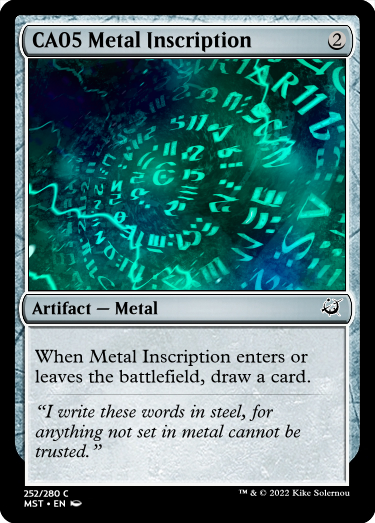 CA05 Metal Inscription
2
Artifact — Metal
When Metal Inscription enters or
leaves the battlefield, draw a card.
“I write these words in steel, for
anything not set in metal cannot be
trusted.”
252/280 C
MST • EN
™ & © 2022 Kike Solernou